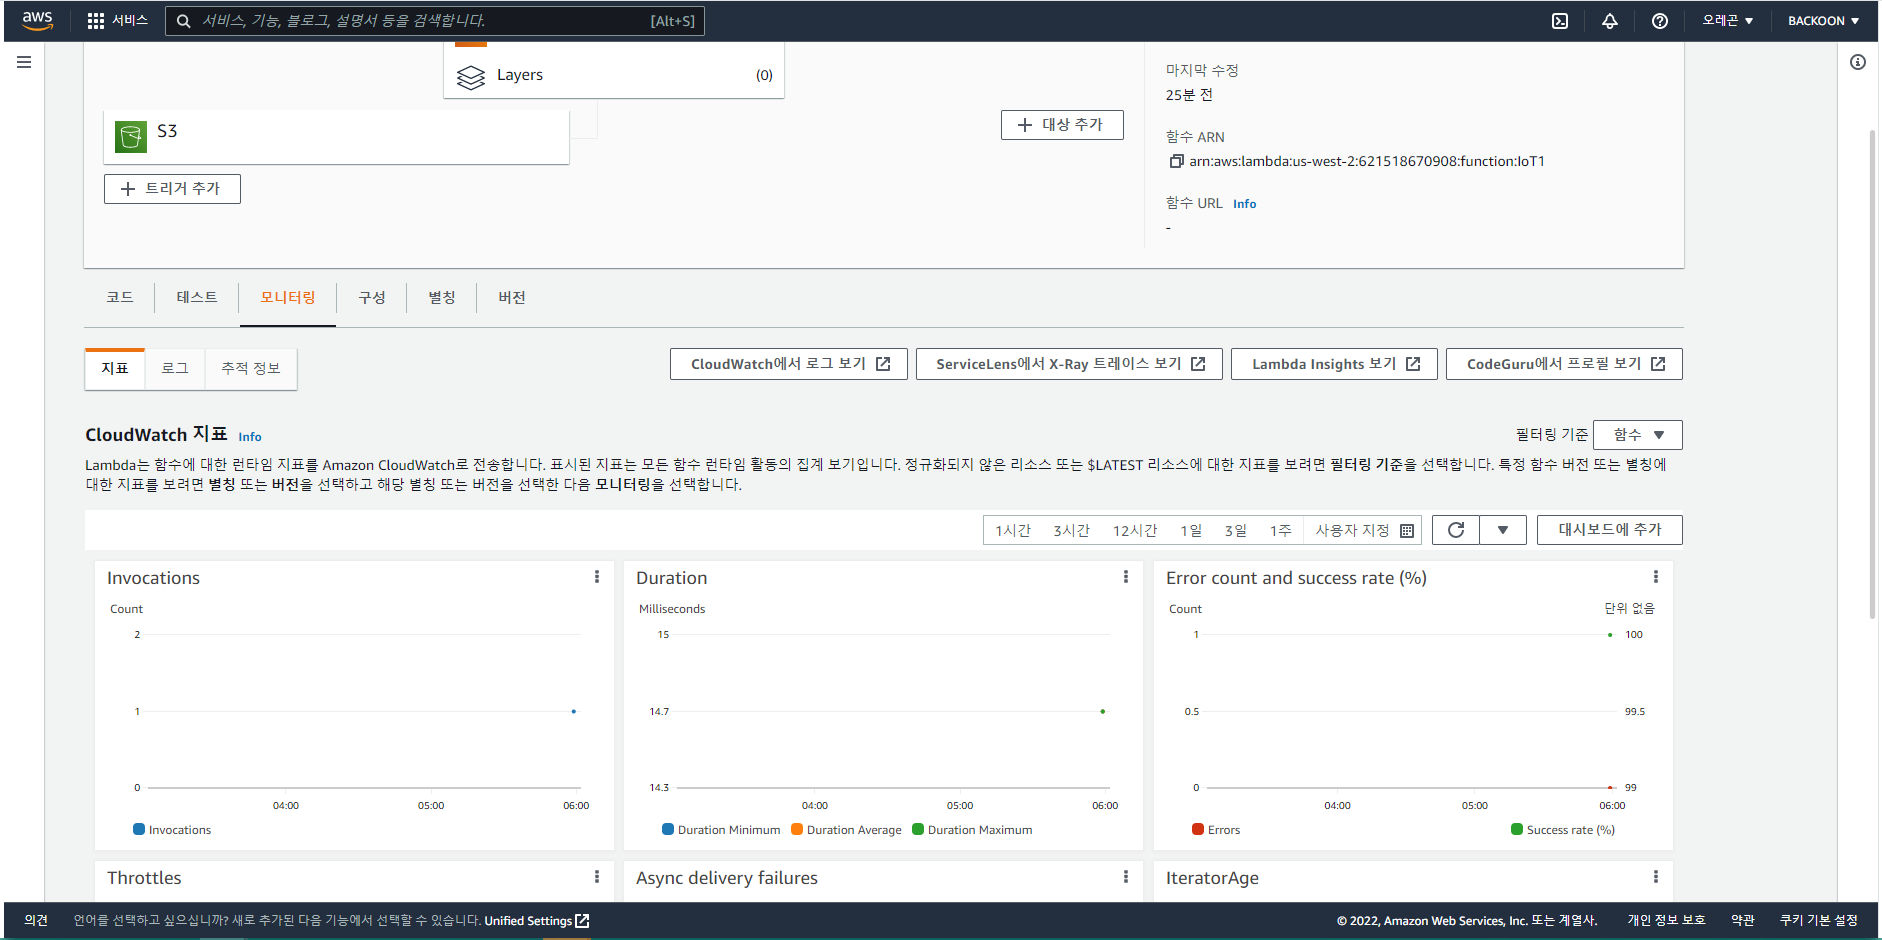 aws
서비스
서비스, 기능, 블로그, 설명서 등을 검색합니다.
[Alt+S]
오레곤 ▼
BACKOON ▼
Layers
(0)
S3
+ 대상 추가
+ 트리거 추가
마지막 수정
25분 전
함수 ARN
arn:aws:lambda:us-west-2:621518670908:function:IoT1
함수 URL Info
-
코드
테스트
모니터링
구성
별칭
버전
지표
로그
추적 정보
CloudWatch에서 로그 보기
ServiceLens에서 X-Ray 트레이스 보기
Lambda Insights 보기
CodeGuru에서 프로필 보기
CloudWatch 지표 Info
필터링 기준
함수 ▼
Lambda는 함수에 대한 런타임 지표를 Amazon CloudWatch로 전송합니다. 표시된 지표는 모든 함수 런타임 활동의 집계 보기입니다. 정규화되지 않은 리소스 또는 $LATEST 리소스에 대한 지표를 보려면 필터링 기준을 선택합니다. 특정 함수 버전 또는 별칭에
대한 지표를 보려면 별칭 또는 버전을 선택하고 해당 별칭 또는 버전을 선택한 다음 모니터링을 선택합니다.
1시간
3시간
12시간
1일
3일
1주
사용자 지정
▼
대시보드에 추가
Invocations
Count
2
1
0
04:00
05:00
06:00
Invocations
Duration
Milliseconds
15
14.7
14.3
04:00
05:00
06:00
Duration Minimum
Duration Average
Duration Maximum
Error count and success rate (%)
Count
단위 없음
1
100
0.5
99.5
0
99
04:00
05:00
06:00
Errors
Success rate (%)
Throttles
Async delivery failures
IteratorAge
의견
언어를 선택하고 싶으십니까? 새로 추가된 다음 기능에서 선택할 수 있습니다. Unified Settings
© 2022, Amazon Web Services, Inc. 또는 계열사.
개인 정보 보호
약관
쿠키 기본 설정